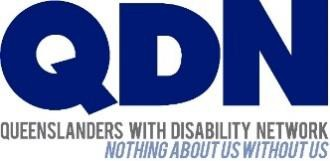 QDN
QUEENSLANDERS WITH DISABILITY NETWORK
NOTHING ABOUT US WITHOUT US